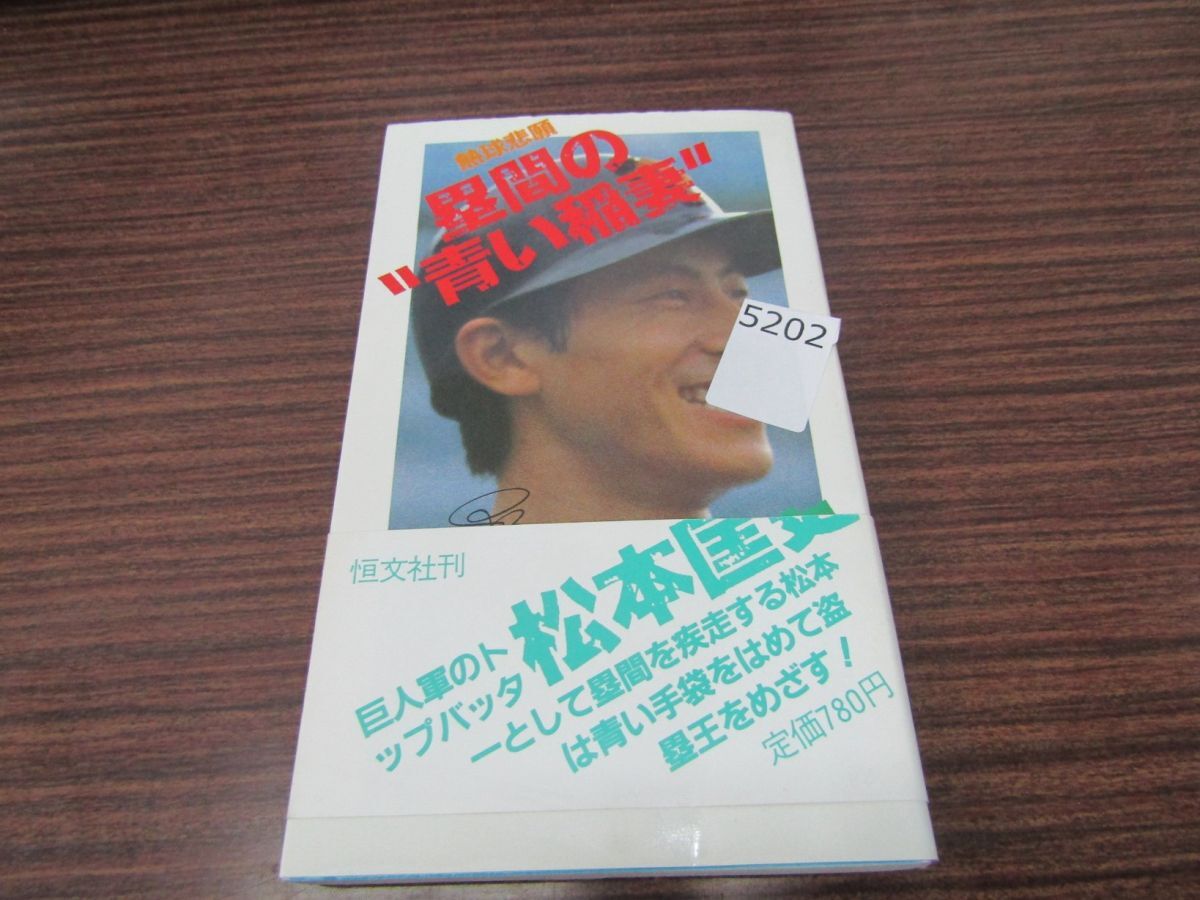 熱球悲願
塁間の
"青い稲妻"
5202
恒文社刊
松本匡史
巨人軍のト
ップバッタ
ーとして塁間を疾走する松本
は青い手袋をはめて盗
塁王をめざす!
定価780円